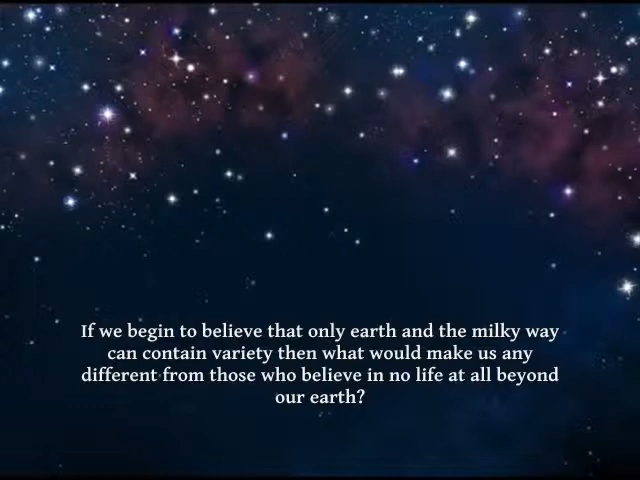 If we begin to believe that only earth and the milky way
can contain variety then what would make us any
different from those who believe in no life at all beyond
our earth?